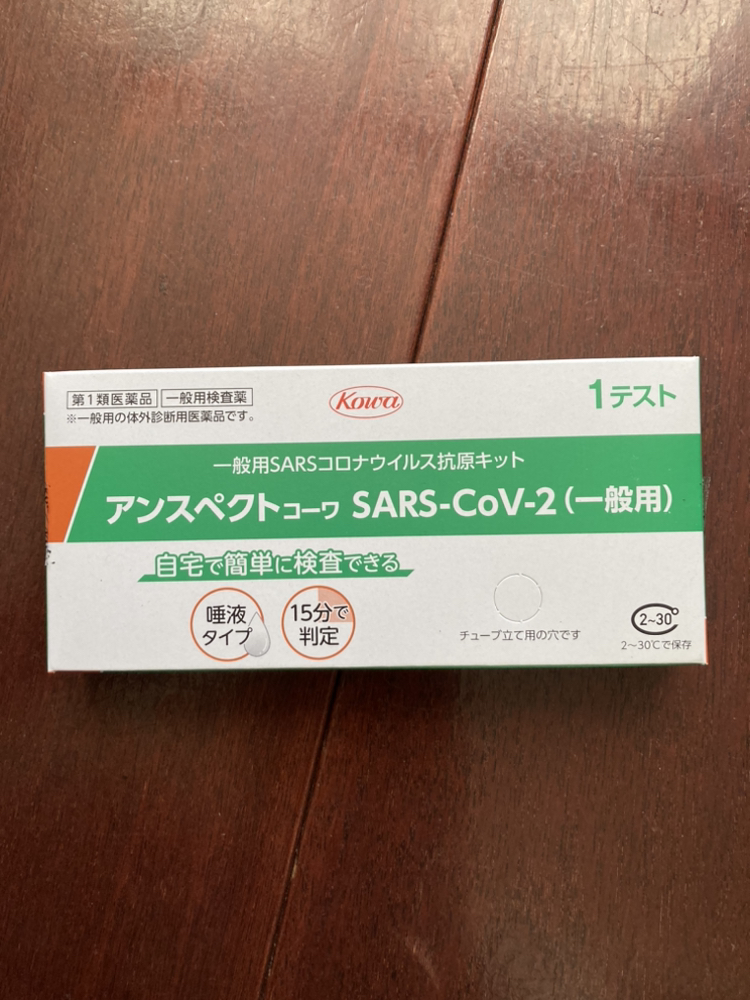 第1類医薬品 一般用検査薬
※一般用の体外診断用医薬品です。
Kowa
1テスト
一般用SARSコロナウイルス抗原キット
アンスペクトコーワ SARS-CoV-2（一般用）
自宅で簡単に検査できる
唾液
タイプ
15分で
判定
チューブ立て用の穴です
2~30°
2～30℃で保存